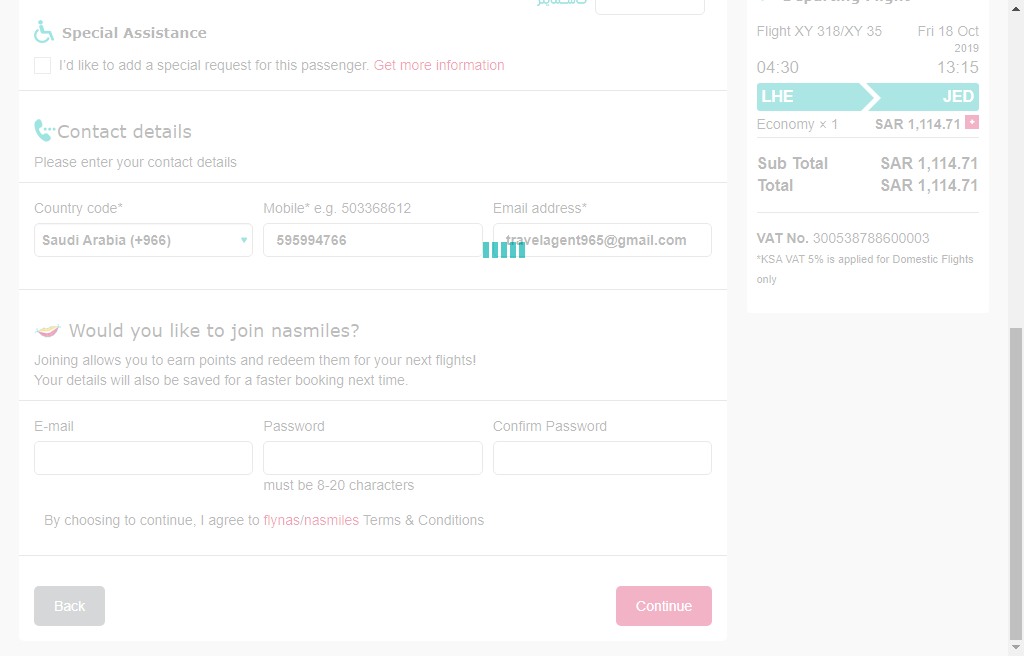 Special Assistance
I'd like to add a special request for this passenger. Get more information
Contact details
Please enter your contact details
Country code*
Mobile* e.g. 503368612
Email address*
Saudi Arabia (+966)
595994766
travelagent965@gmail.com
Would you like to join nasmiles?
Joining allows you to earn points and redeem them for your next flights!
Your details will also be saved for a faster booking next time.
E-mail
Password
Confirm Password
must be 8-20 characters
By choosing to continue, I agree to flynas/nasmiles Terms & Conditions
Back
Continue
Flight XY 318/XY 35
Fri 18 Oct
2019
04:30
13:15
LHE
JED
Economy × 1
SAR 1,114.71
Sub Total
SAR 1,114.71
Total
SAR 1,114.71
VAT No. 300538788600003
*KSA VAT 5% is applied for Domestic Flights
only